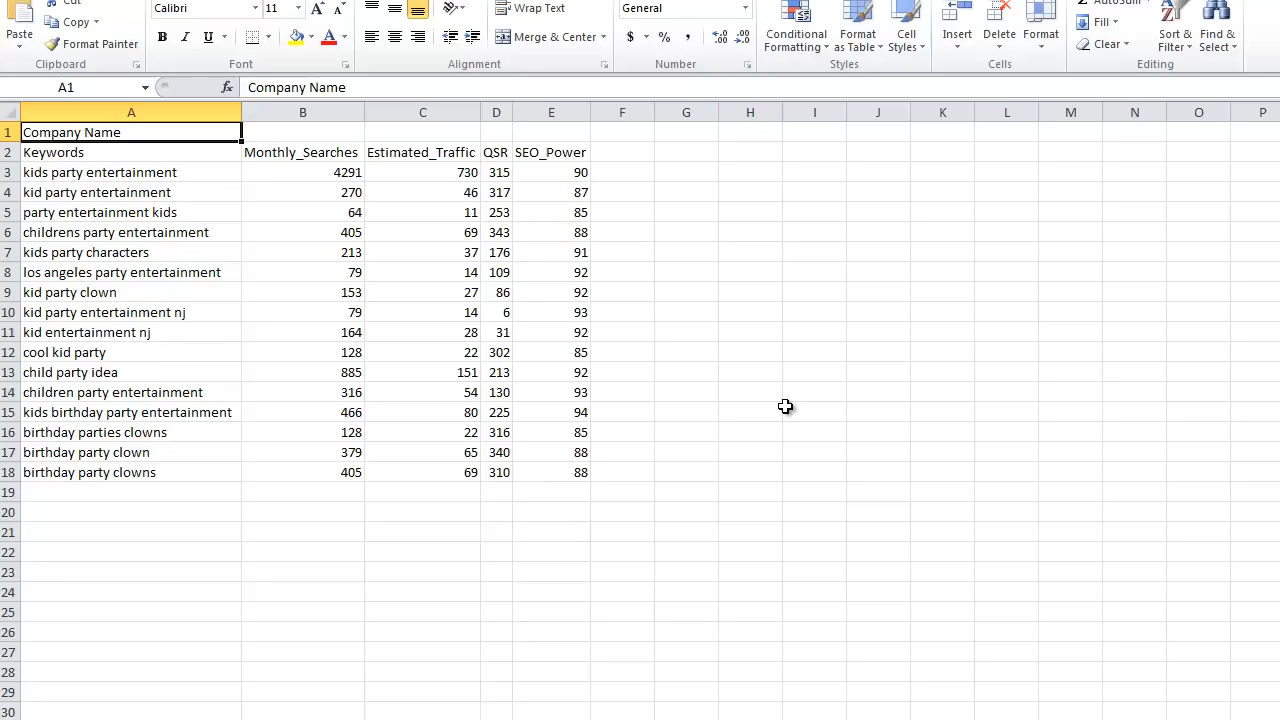 Cut
Calibri 11 A A Wrap Text General AutoSum
Paste Copy Format Painter B I U A Merge & Center $ % , Conditional Formatting Format as Table Cell Styles Insert Delete Format Fill Clear Sort & Filter Find & Select
Clipboard Font Alignment Number Styles Cells Editing
A1 fx Company Name
A B C D E F G H I J K L M N O P
1 Company Name
2 Keywords Monthly_Searches Estimated_Traffic QSR SEO_Power
3 kids party entertainment 4291 730 315 90
4 kid party entertainment 270 46 317 87
5 party entertainment kids 64 11 253 85
6 childrens party entertainment 405 69 343 88
7 kids party characters 213 37 176 91
8 los angeles party entertainment 79 14 109 92
9 kid party clown 153 27 86 92
10 kid party entertainment nj 79 14 6 93
11 kid entertainment nj 164 28 31 92
12 cool kid party 128 22 302 85
13 child party idea 885 151 213 92
14 children party entertainment 316 54 130 93
15 kids birthday party entertainment 466 80 225 94
16 birthday parties clowns 128 22 316 85
17 birthday party clown 379 65 340 88
18 birthday party clowns 405 69 310 88
19
20
21
22
23
24
25
26
27
28
29
30